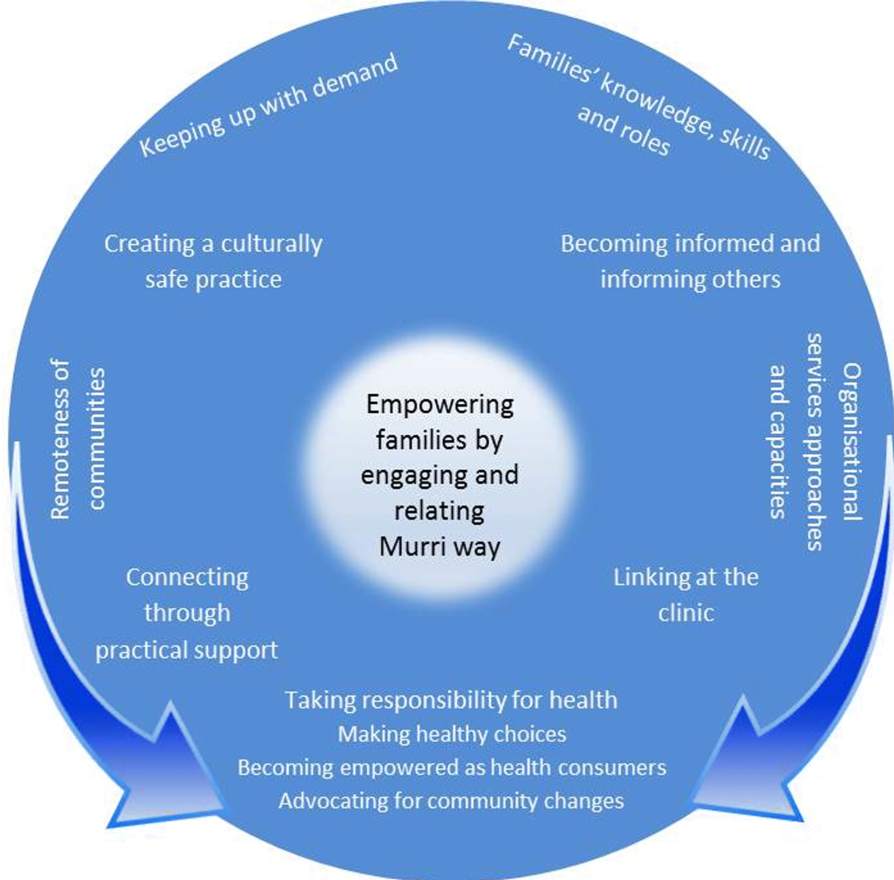 Keeping up with demand
Families’ knowledge, skills
and roles
Creating a culturally
safe practice
Becoming informed and
informing others
Remoteness of
communities
Empowering
families by
engaging and
relating
Murri way
Organisational
services approaches
and capacities
Connecting
through
practical support
Linking at the
clinic
Taking responsibility for health
Making healthy choices
Becoming empowered as health consumers
Advocating for community changes